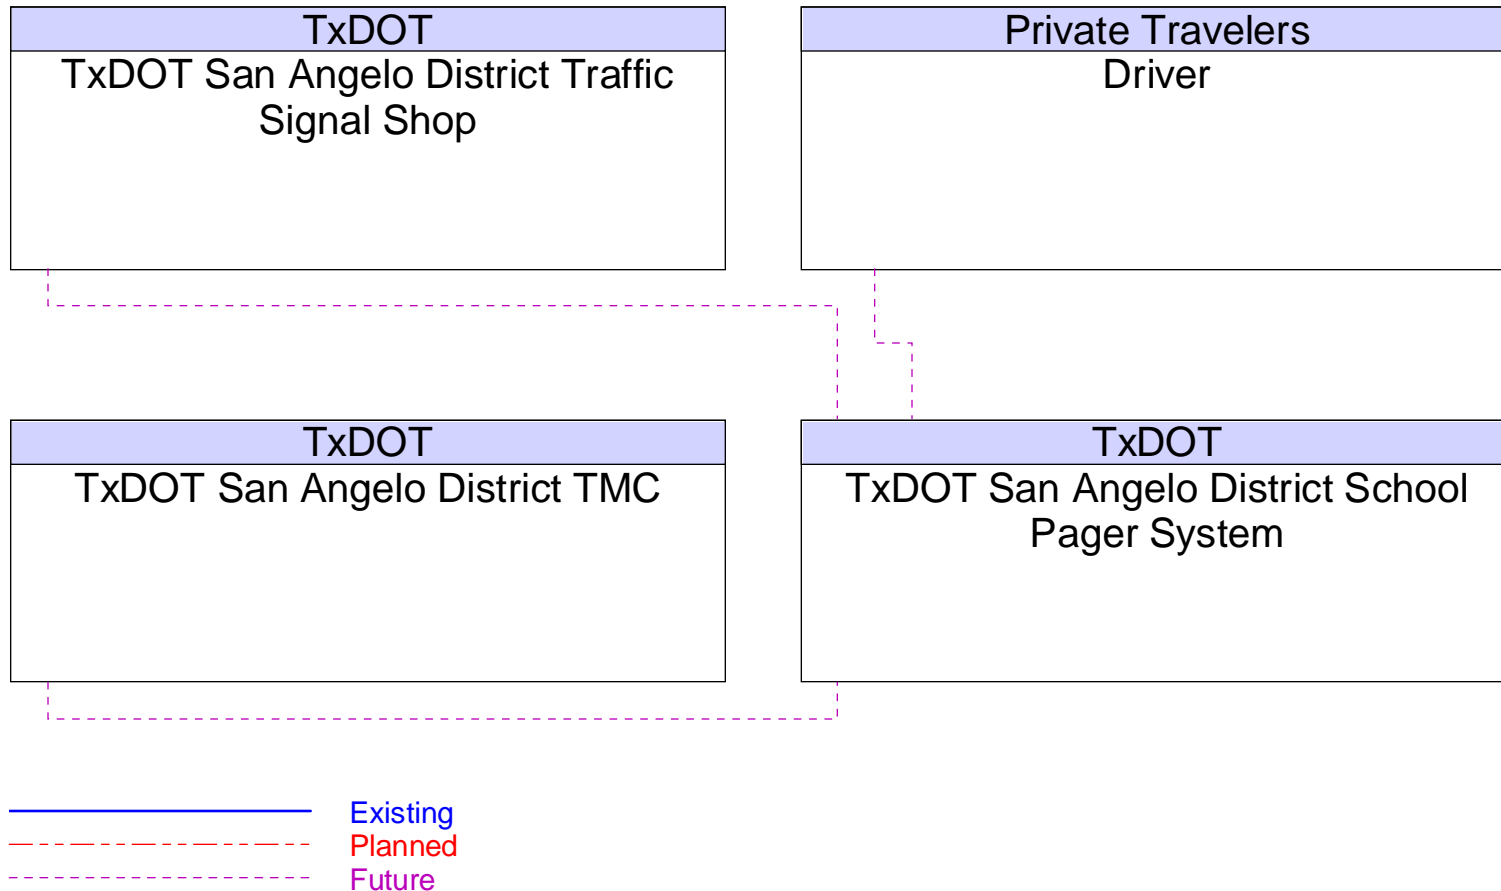 TxDOT
TxDOT San Angelo District Traffic
Signal Shop
Private Travelers
Driver
TxDOT
TxDOT San Angelo District TMC
TxDOT
TxDOT San Angelo District School
Pager System
Existing
Planned
Future